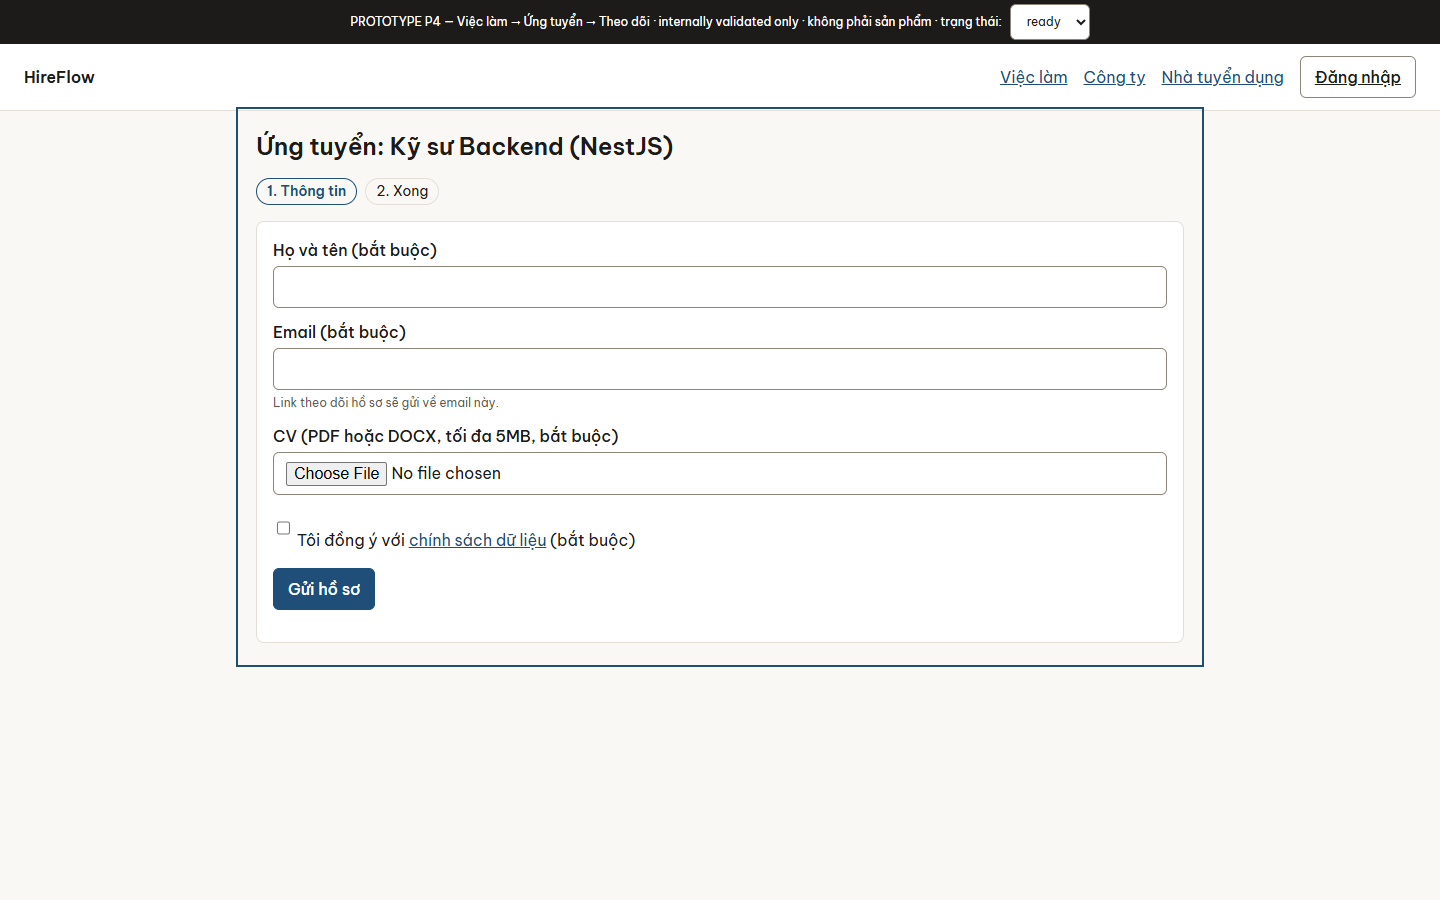 PROTOTYPE P4 — Việc làm → Ứng tuyển → Theo dõi · internally validated only · không phải sản phẩm · trạng thái: ready
HireFlow
Việc làm Công ty Nhà tuyển dụng Đăng nhập
Ứng tuyển: Kỹ sư Backend (NestJS)
1. Thông tin 2. Xong
Họ và tên (bắt buộc)
Email (bắt buộc)
Link theo dõi hồ sơ sẽ gửi về email này.
CV (PDF hoặc DOCX, tối đa 5MB, bắt buộc)
Choose File No file chosen
Tôi đồng ý với chính sách dữ liệu (bắt buộc)
Gửi hồ sơ